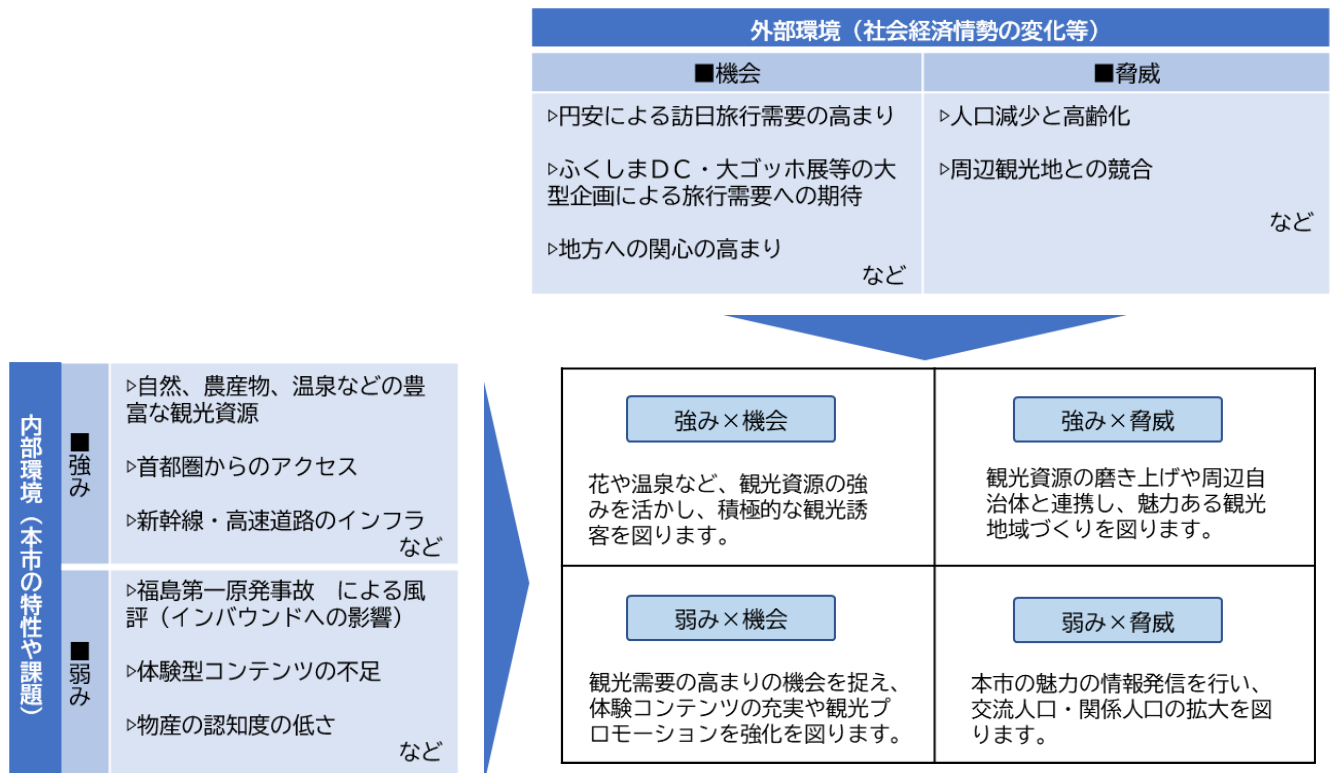 外部環境（社会経済情勢の変化等）
■機会
■脅威
▷円安による訪日旅行需要の高まり
▷ふくしまＤＣ・大ゴッホ展等の大
型企画による旅行需要への期待
▷地方への関心の高まり
など
▷人口減少と高齢化
▷周辺観光地との競合
など
内部環境（本市の特性や課題）
■強み
▷自然、農産物、温泉などの豊
富な観光資源
▷首都圏からのアクセス
▷新幹線・高速道路のインフラ
など
■弱み
▷福島第一原発事故　による風
評（インバウンドへの影響）
▷体験型コンテンツの不足
▷物産の認知度の低さ
など
強み×機会
花や温泉など、観光資源の強
みを活かし、積極的な観光誘
客を図ります。
強み×脅威
観光資源の磨き上げや周辺自
治体と連携し、魅力ある観光
地域づくりを図ります。
弱み×機会
観光需要の高まりの機会を捉え、
体験コンテンツの充実や観光プ
ロモーションを強化を図ります。
弱み×脅威
本市の魅力の情報発信を行い、
交流人口・関係人口の拡大を図
ります。